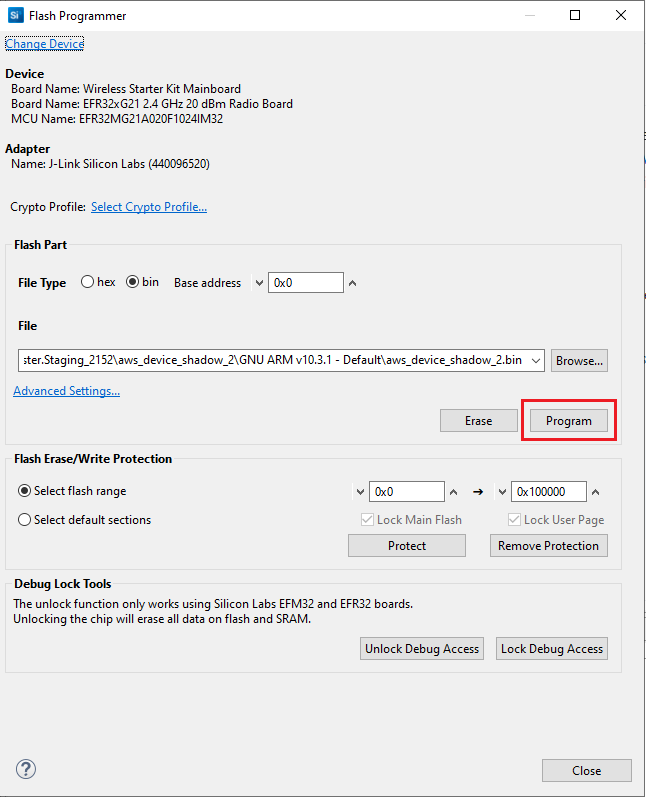 Si Flash Programmer
Change Device
Device
Board Name: Wireless Starter Kit Mainboard
Board Name: EFR32xG21 2.4 GHz 20 dBm Radio Board
MCU Name: EFR32MG21A020F1024IM32
Adapter
Name: J-Link Silicon Labs (440096520)
Crypto Profile: Select Crypto Profile...
Flash Part
File Type hex bin Base address 0x0
File
ster.Staging_2152\aws_device_shadow_2\GNU ARM v10.3.1 - Default\aws_device_shadow_2.bin Browse...
Advanced Settings...
Erase Program
Flash Erase/Write Protection
Select flash range 0x0 0x100000
Select default sections Lock Main Flash Lock User Page
Protect Remove Protection
Debug Lock Tools
The unlock function only works using Silicon Labs EFM32 and EFR32 boards.
Unlocking the chip will erase all data on flash and SRAM.
Unlock Debug Access Lock Debug Access
? Close